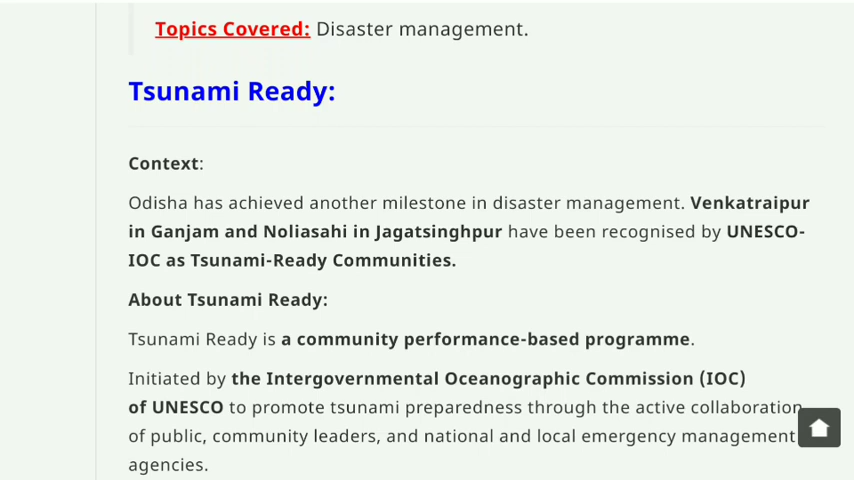 Topics Covered: Disaster management.
Tsunami Ready:
Context:
Odisha has achieved another milestone in disaster management. Venkatraipur
in Ganjam and Noliasahi in Jagatsinghpur have been recognised by UNESCO-
IOC as Tsunami-Ready Communities.
About Tsunami Ready:
Tsunami Ready is a community performance-based programme.
Initiated by the Intergovernmental Oceanographic Commission (IOC)
of UNESCO to promote tsunami preparedness through the active collaboration
of public, community leaders, and national and local emergency management
agencies.